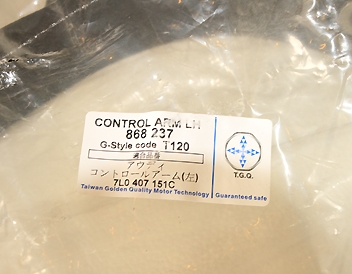 CONTROL ARM LH
868 237
G-Style code T120
適合品番
アウディ
コントロールアーム(左)
7L0 407 151C
Taiwan Golden Quality Motor Technology
T.G.Q.
Guaranteed safe